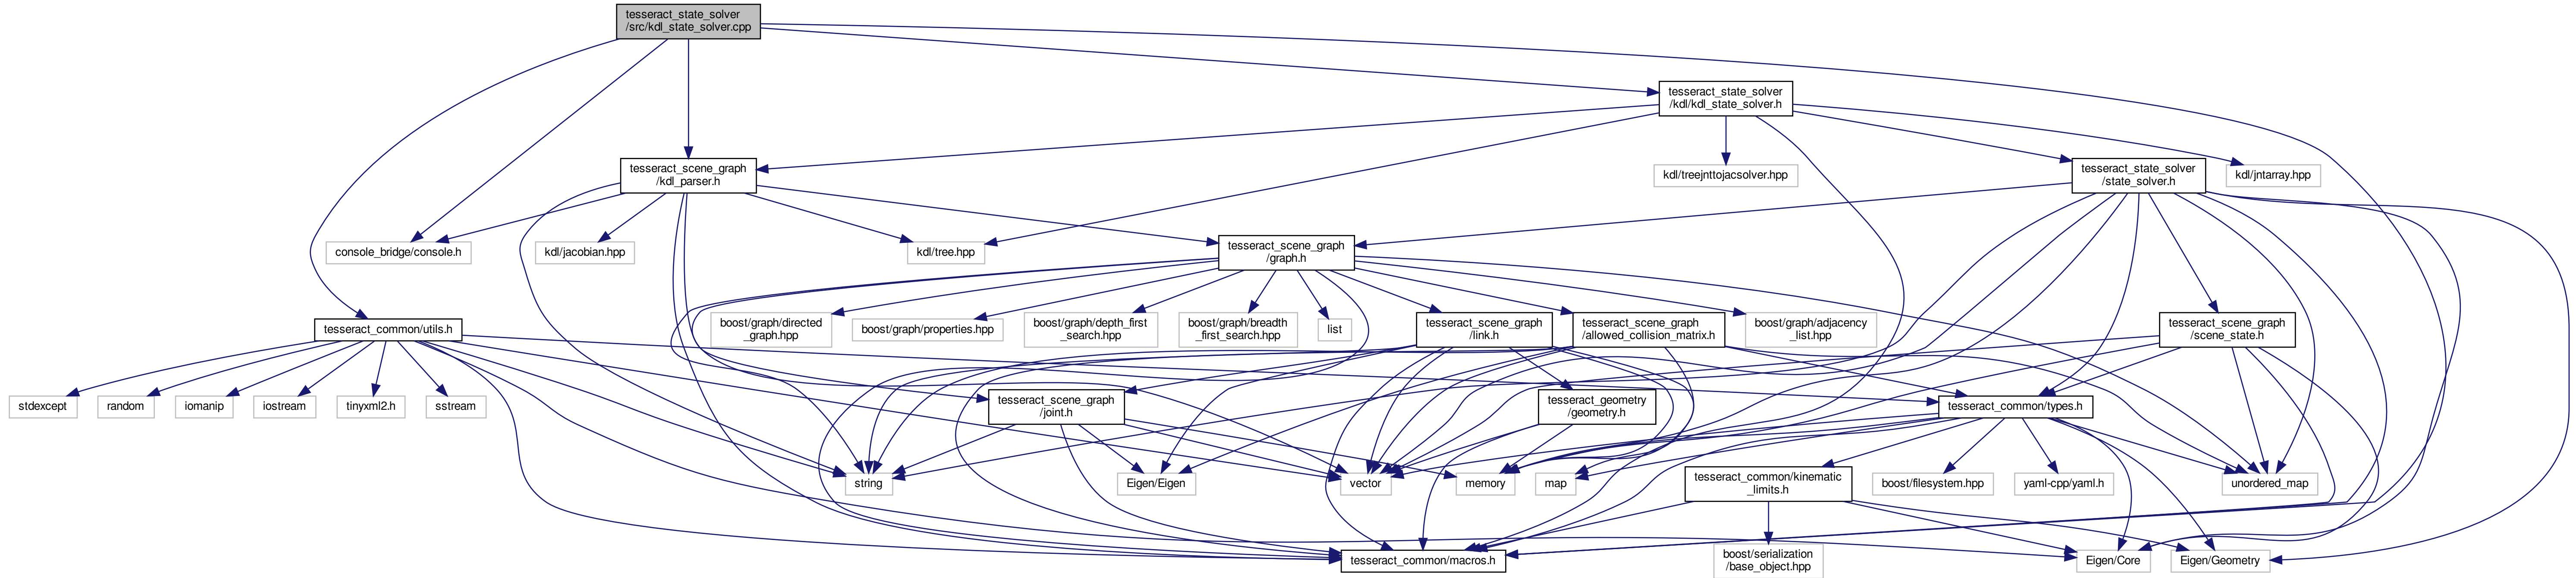 tesseract_state_solver
/src/kdl_state_solver.cpp
tesseract_state_solver
/kdl/kdl_state_solver.h
tesseract_scene_graph
/kdl_parser.h
kdl/treejnttojacsolver.hpp
tesseract_state_solver
/state_solver.h
kdl/jntarray.hpp
console_bridge/console.h
kdl/jacobian.hpp
kdl/tree.hpp
tesseract_scene_graph
/graph.h
tesseract_common/utils.h
boost/graph/directed
_graph.hpp
boost/graph/properties.hpp
boost/graph/depth_first
_search.hpp
boost/graph/breadth
_first_search.hpp
list
tesseract_scene_graph
/link.h
tesseract_scene_graph
/allowed_collision_matrix.h
boost/graph/adjacency
_list.hpp
tesseract_scene_graph
/scene_state.h
stdexcept
random
iomanip
iostream
tinyxml2.h
sstream
tesseract_scene_graph
/joint.h
tesseract_geometry
/geometry.h
tesseract_common/types.h
string
Eigen/Eigen
vector
memory
map
tesseract_common/kinematic
_limits.h
boost/filesystem.hpp
yaml-cpp/yaml.h
unordered_map
tesseract_common/macros.h
boost/serialization
/base_object.hpp
Eigen/Core
Eigen/Geometry